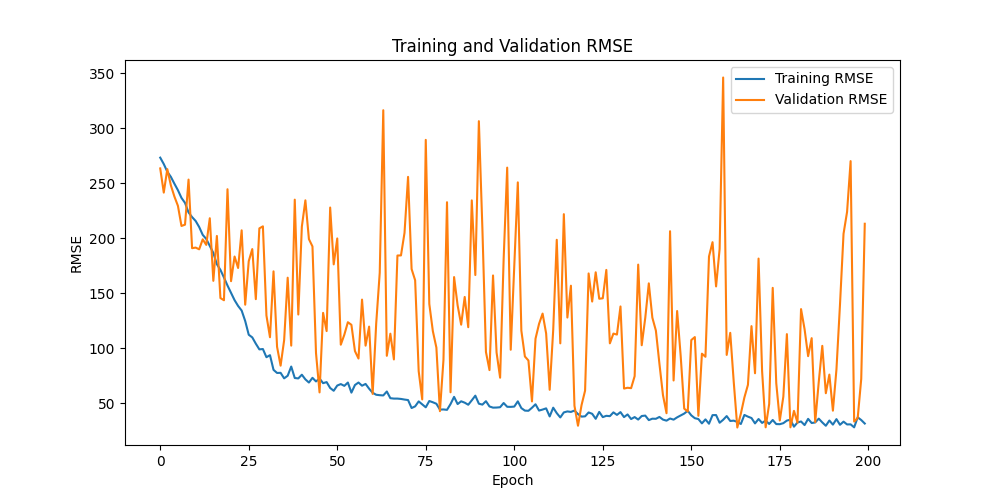 Training and Validation RMSE
Training RMSE
Validation RMSE
350
300
250
200
150
100
50
RMSE
0 25 50 75 100 125 150 175 200
Epoch